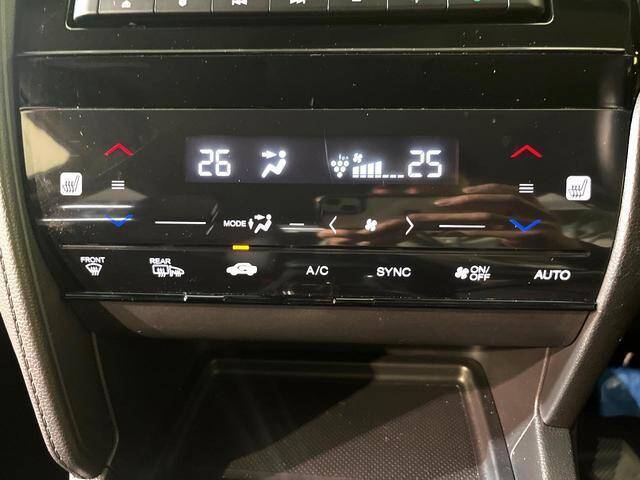 26 25
MODE
FRONT REAR A/C SYNC ON/OFF AUTO